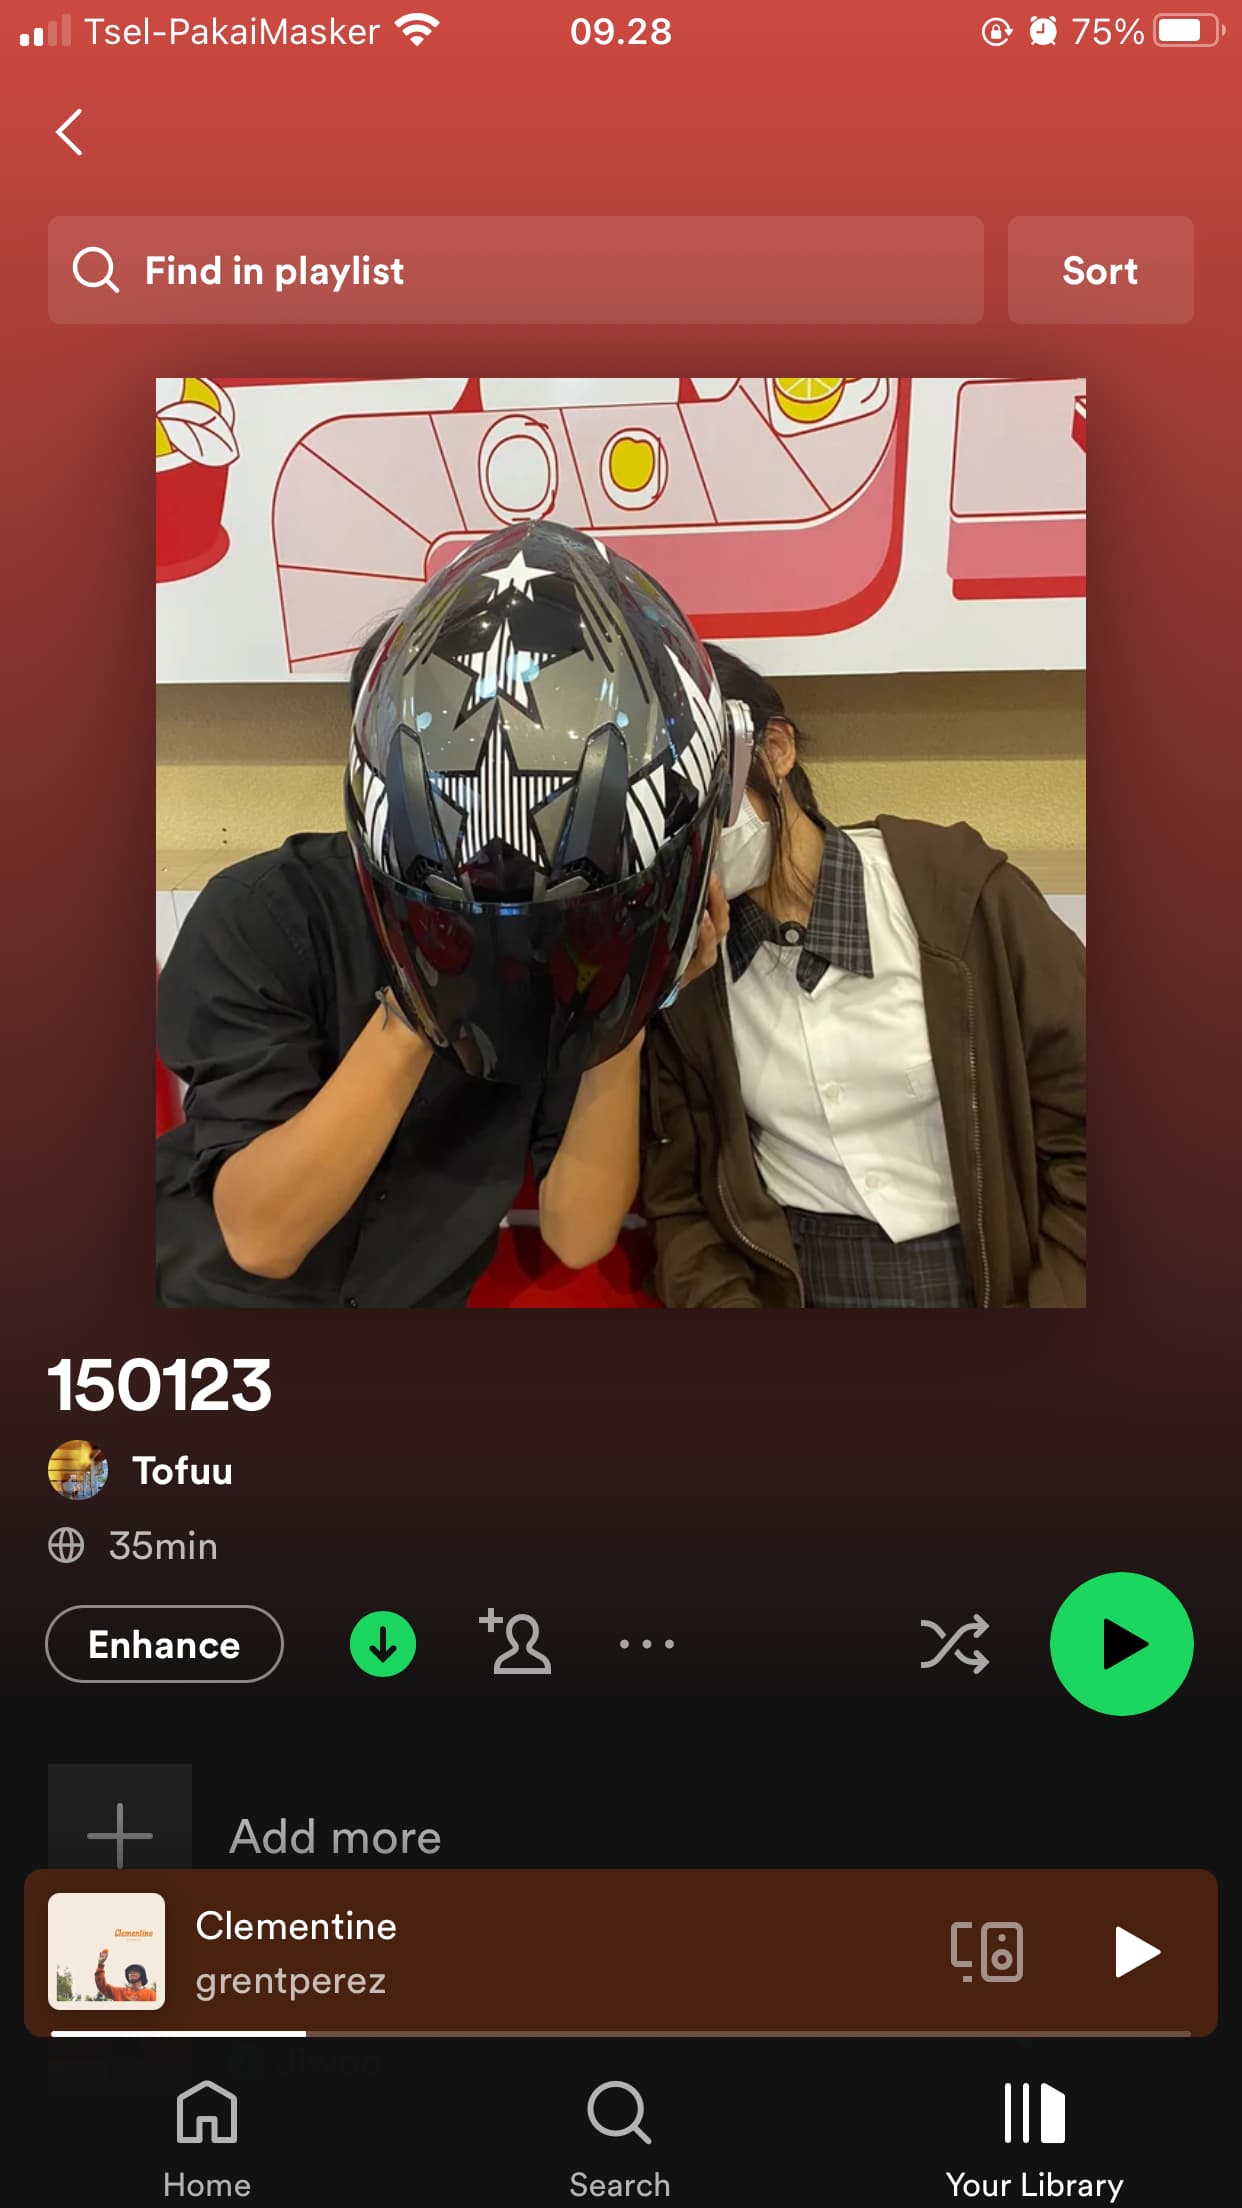 Tsel-PakaiMasker 09.28 75%
Find in playlist Sort
150123
Tofuu
35min
Enhance
Add more
Clementine
Clementine
grentperez
Home Search Your Library